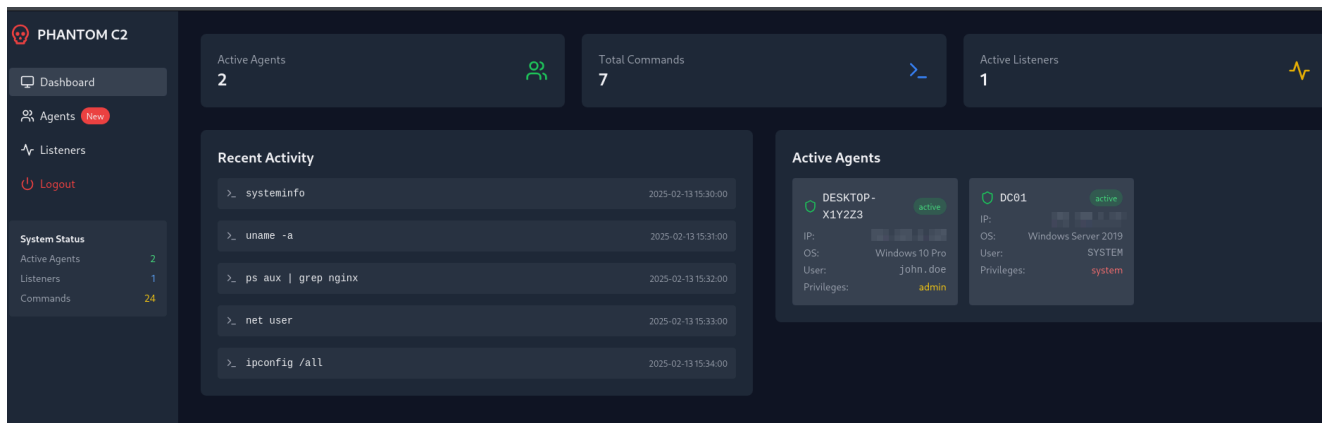 PHANTOM C2
Dashboard
Agents New
Listeners
Logout
System Status
Active Agents 2
Listeners 1
Commands 24
Active Agents
2
Total Commands
7
Active Listeners
1
Recent Activity
>_ systeminfo 2025-02-13 15:30:00
>_ uname -a 2025-02-13 15:31:00
>_ ps aux | grep nginx 2025-02-13 15:32:00
>_ net user 2025-02-13 15:33:00
>_ ipconfig /all 2025-02-13 15:34:00
Active Agents
DESKTOP-
X1Y2Z3 active
IP:
OS: Windows 10 Pro
User: john.doe
Privileges: admin
DC01 active
IP:
OS: Windows Server 2019
User: SYSTEM
Privileges: system